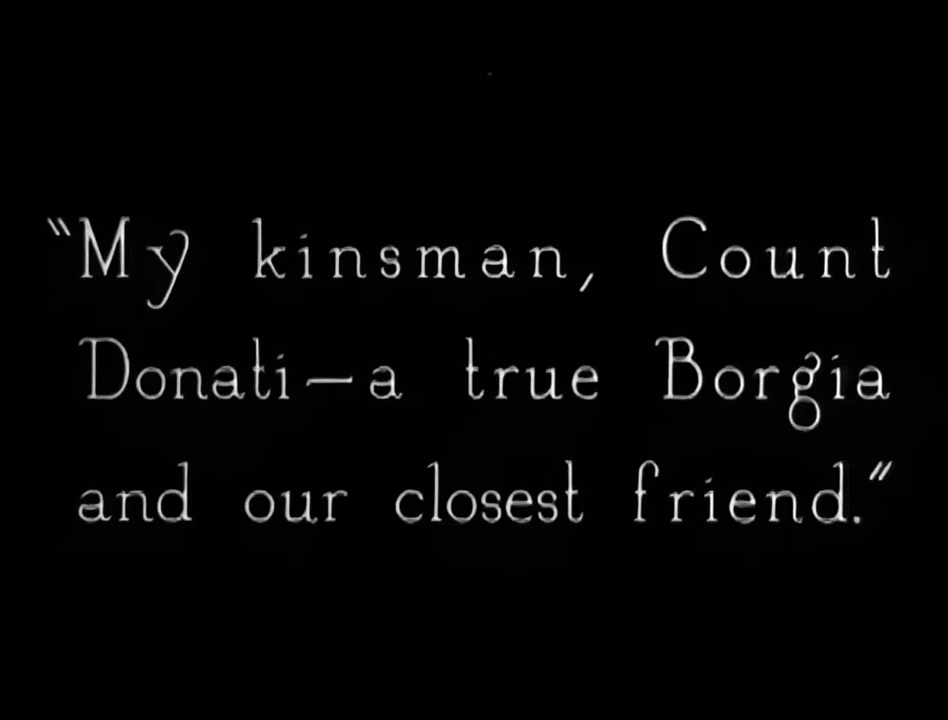 “My kinsman, Count
Donati—a true Borgia
and our closest friend.”